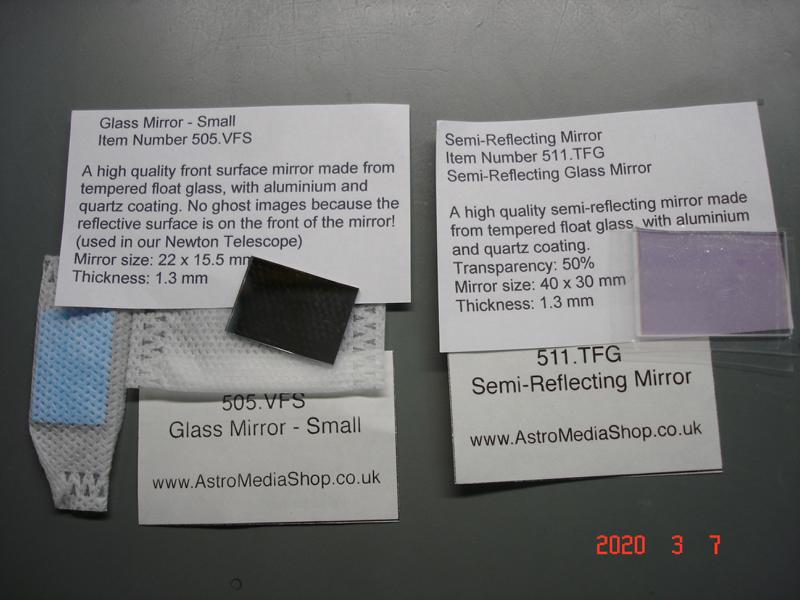 Glass Mirror - Small
Item Number 505.VFS
A high quality front surface mirror made from
tempered float glass, with aluminium and
quartz coating. No ghost images because the
reflective surface is on the front of the mirror!
(used in our Newton Telescope)
Mirror size: 22 x 15.5 mm
Thickness: 1.3 mm
505.VFS
Glass Mirror - Small
www.AstroMediaShop.co.uk
Semi-Reflecting Mirror
Item Number 511.TFG
Semi-Reflecting Glass Mirror
A high quality semi-reflecting mirror made
from tempered float glass, with aluminium
and quartz coating.
Transparency: 50%
Mirror size: 40 x 30 mm
Thickness: 1.3 mm
511.TFG
Semi-Reflecting Mirror
www.AstroMediaShop.co.uk
2020 3 7